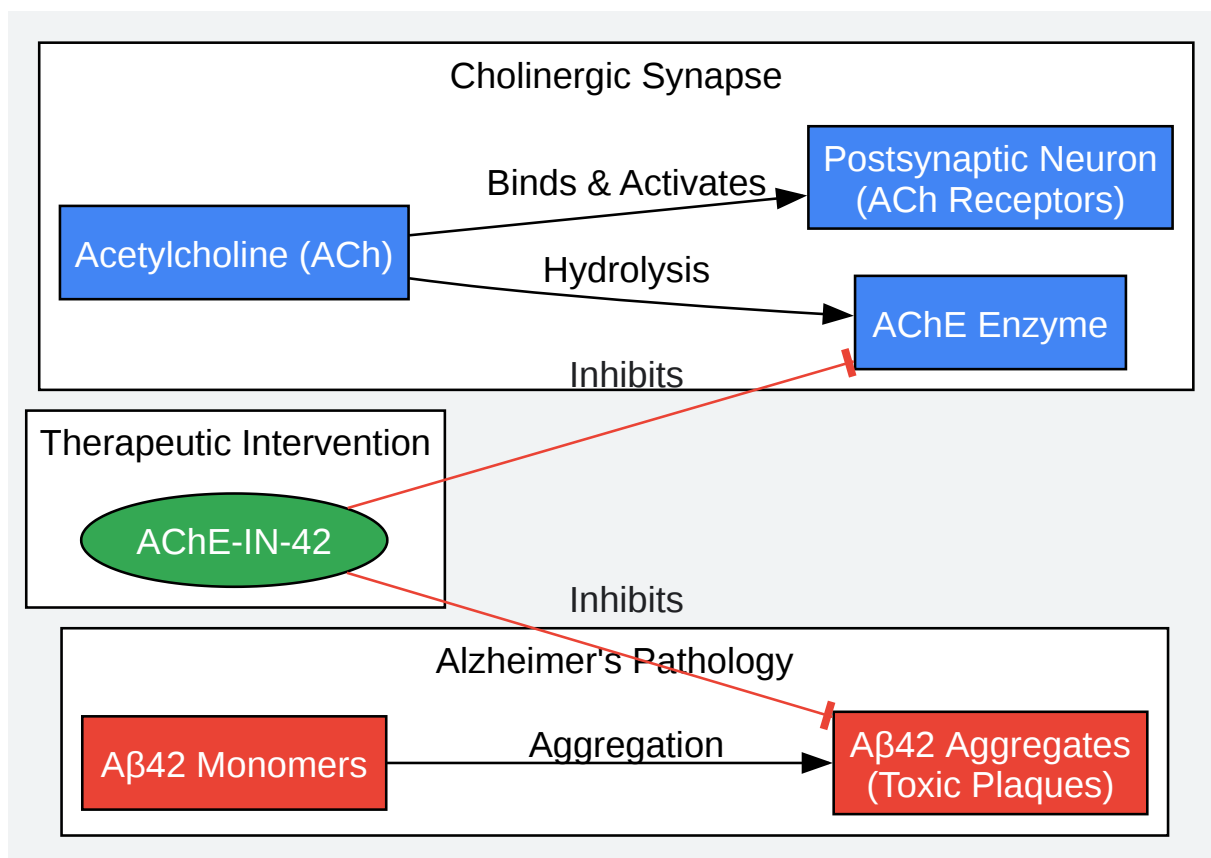 Cholinergic Synapse
Binds & Activates
Postsynaptic Neuron
(ACh Receptors)
Acetylcholine (ACh)
Hydrolysis
AChE Enzyme
Inhibits
Therapeutic Intervention
AChE-IN-42
Inhibits
Alzheimer's Pathology
Aβ42 Monomers
Aggregation
Aβ42 Aggregates
(Toxic Plaques)